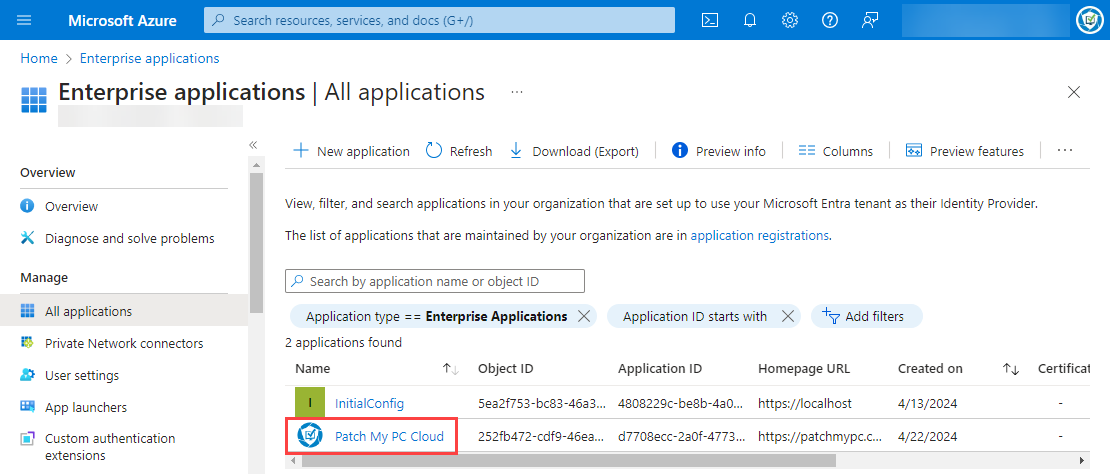 Microsoft Azure
Search resources, services, and docs (G+/)
Home > Enterprise applications
Enterprise applications | All applications ...
Overview
Overview
Diagnose and solve problems
Manage
All applications
Private Network connectors
User settings
App launchers
Custom authentication
extensions
New application Refresh Download (Export) Preview info Columns Preview features ...
View, filter, and search applications in your organization that are set up to use your Microsoft Entra tenant as their Identity Provider.
The list of applications that are maintained by your organization are in application registrations.
Search by application name or object ID
Application type == Enterprise Applications Application ID starts with Add filters
2 applications found
Name Object ID Application ID Homepage URL Created on Certificat
I InitialConfig 5ea2f753-bc83-46a3... 4808229c-be8b-4a0... https://localhost 4/13/2024 -
Patch My PC Cloud 252fb472-cdf9-46ea... d7708ecc-2a0f-4773... https://patchmypc.c... 4/22/2024 -